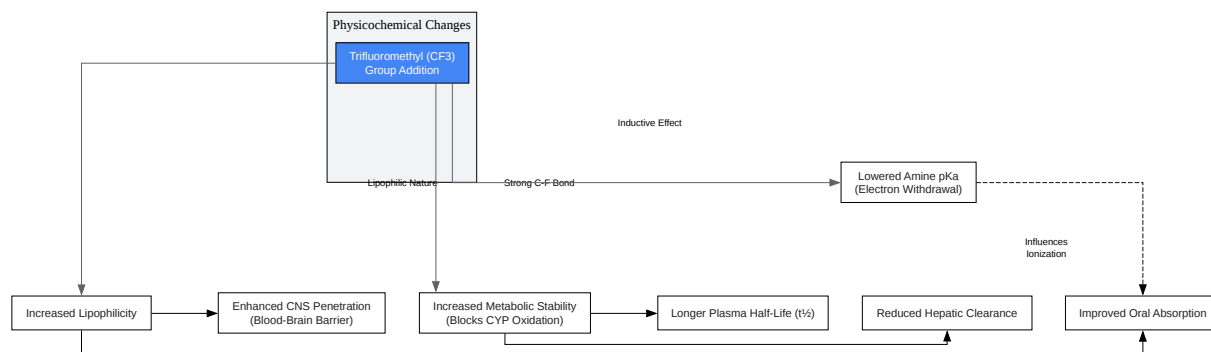 Physicochemical Changes
Trifluoromethyl (CF3)
Group Addition
Inductive Effect
Lipophilic Nature
Strong C-F Bond
Lowered Amine pKa
(Electron Withdrawal)
Influences
Ionization
Increased Lipophilicity
Enhanced CNS Penetration
(Blood-Brain Barrier)
Increased Metabolic Stability
(Blocks CYP Oxidation)
Longer Plasma Half-Life (t½)
Reduced Hepatic Clearance
Improved Oral Absorption